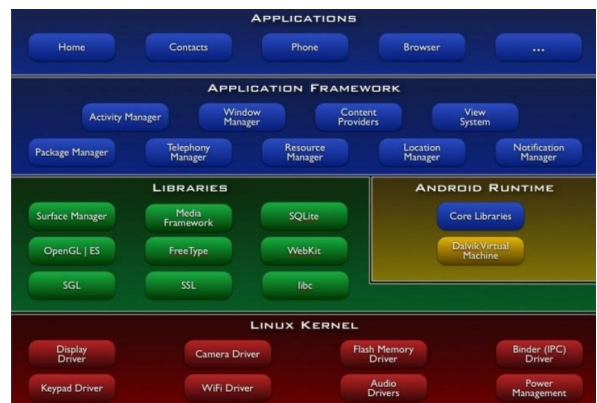 APPLICATIONS
Home
Contacts
Phone
Browser
...
APPLICATION FRAMEWORK
Activity Manager
Window
Manager
Content
Providers
View
System
Package Manager
Telephony
Manager
Resource
Manager
Location
Manager
Notification
Manager
LIBRARIES
Surface Manager
Media
Framework
SQLite
OpenGL | ES
FreeType
WebKit
SGL
SSL
libc
ANDROID RUNTIME
Core Libraries
Dalvik Virtual
Machine
LINUX KERNEL
Display
Driver
Camera Driver
Flash Memory
Driver
Binder (IPC)
Driver
Keypad Driver
WiFi Driver
Audio
Drivers
Power
Management